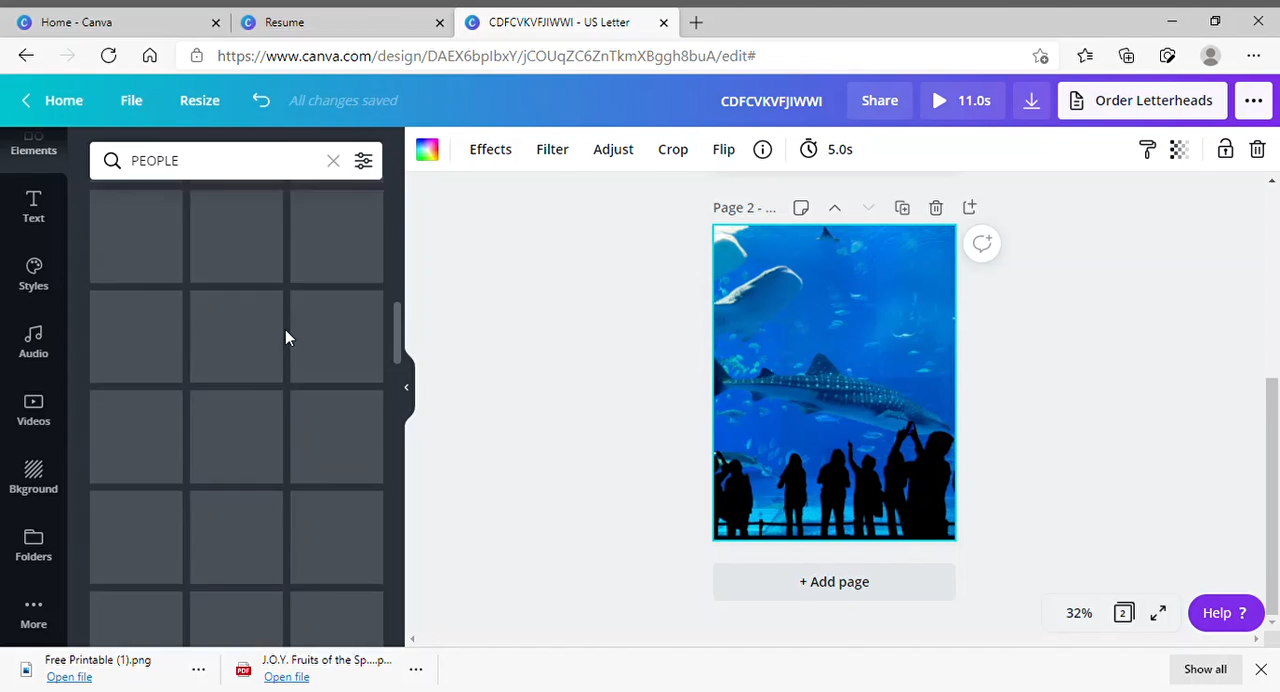 Home - Canva
Resume
CDFCVKVFJIWWI - US Letter
https://www.canva.com/design/DAEX6bpIbxY/jCOUqZC6ZnTkmXBggh8buA/edit#
Home
File
Resize
All changes saved
CDFCVKVFJIWWI
Share
11.0s
Order Letterheads
Elements
PEOPLE
Effects
Filter
Adjust
Crop
Flip
5.0s
Text
Page 2 - ...
Styles
Audio
Videos
Bkground
Folders
+ Add page
More
32%
2
Help ?
Free Printable (1).png
Open file
PDF
J.O.Y. Fruits of the Sp....p...
Open file
Show all